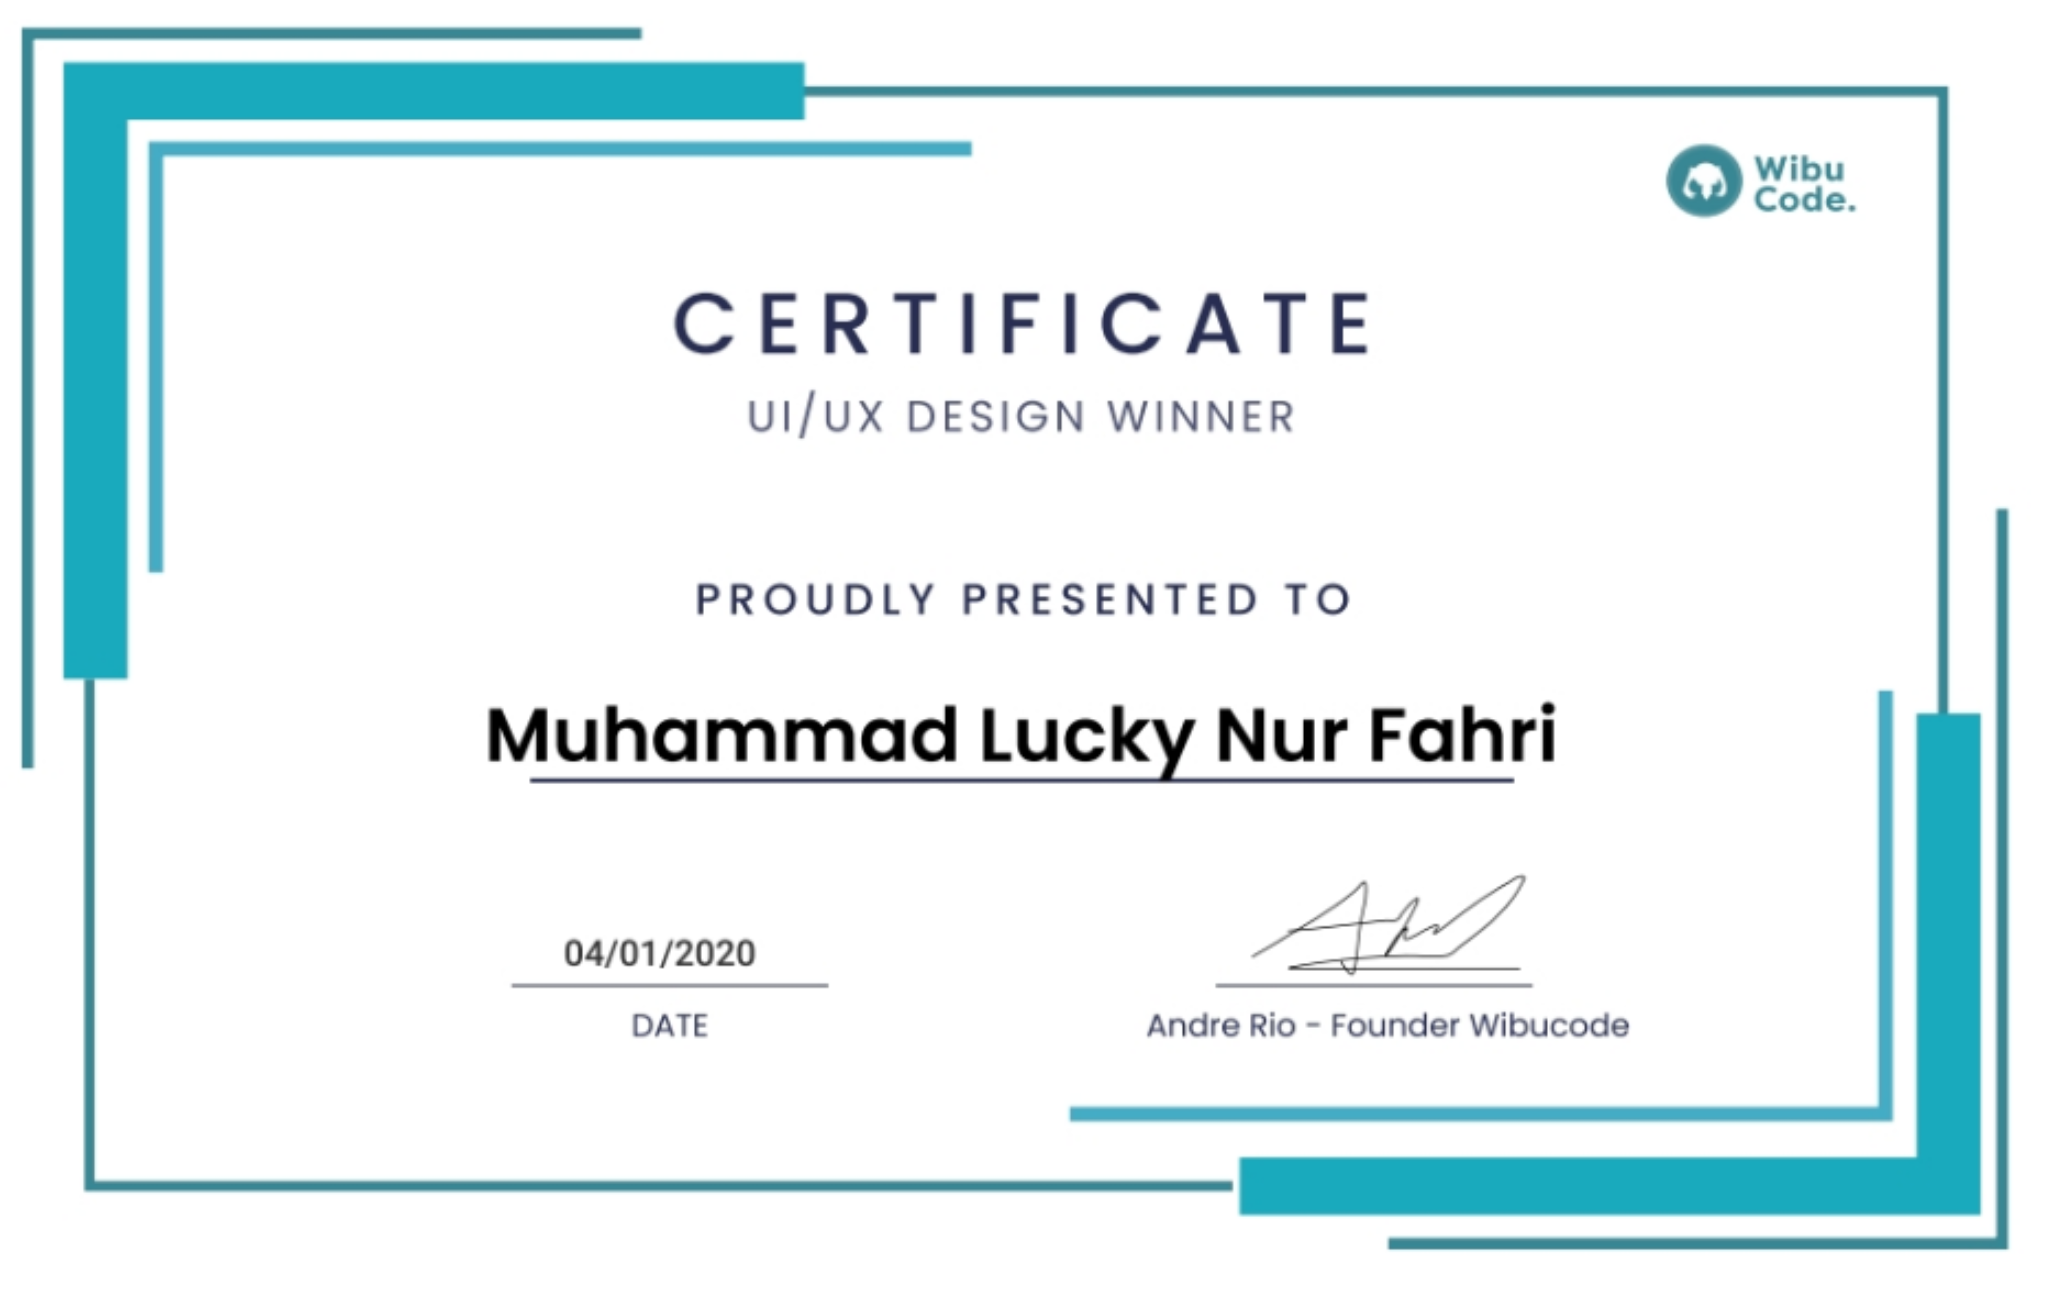 Wibu
Code.
CERTIFICATE
UI/UX DESIGN WINNER
PROUDLY PRESENTED TO
Muhammad Lucky Nur Fahri
04/01/2020
DATE
Andre Rio - Founder Wibucode